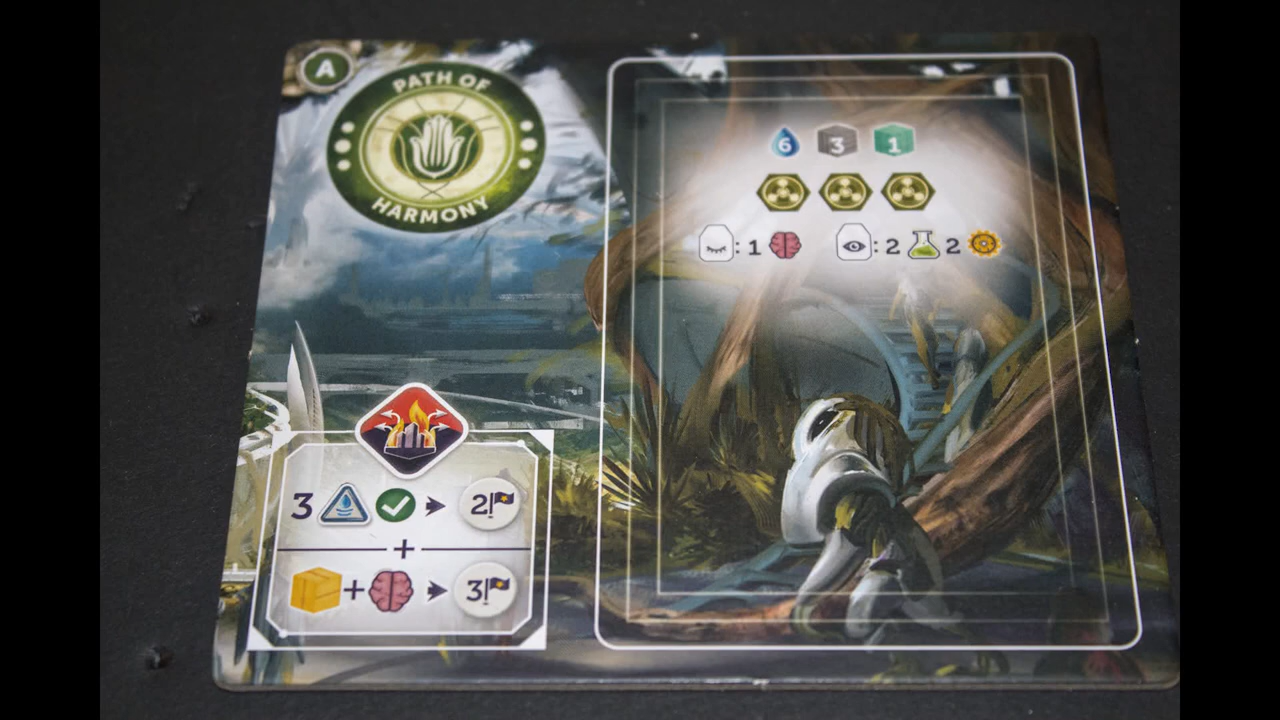 A
PATH OF
HARMONY
6 3 1
: 1 : 2 2
3 2
+
+ 3